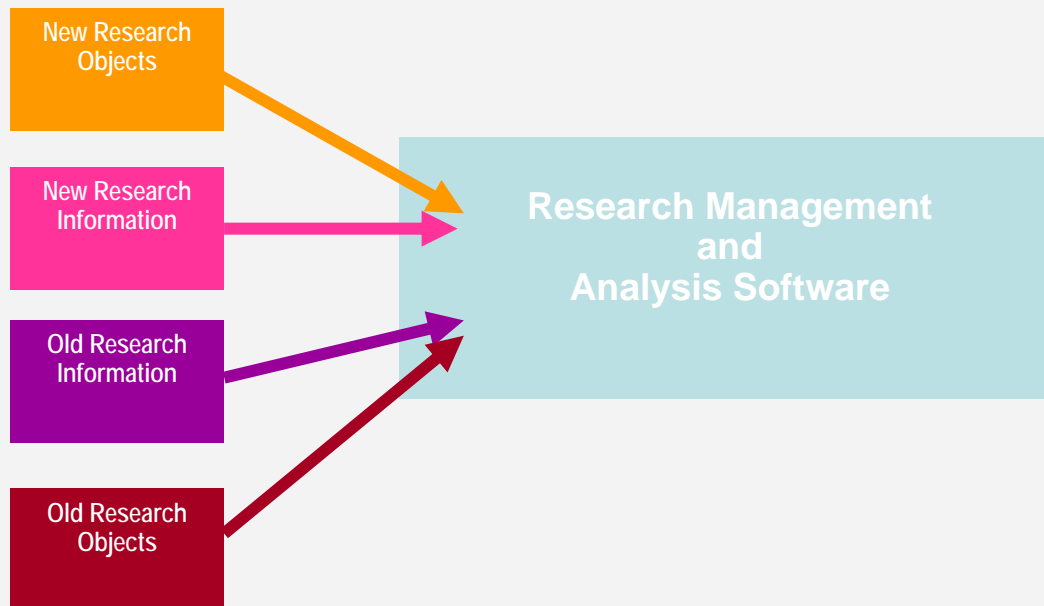 New Research
Objects
New Research
Information
Research Management
and
Analysis Software
Old Research
Information
Old Research
Objects